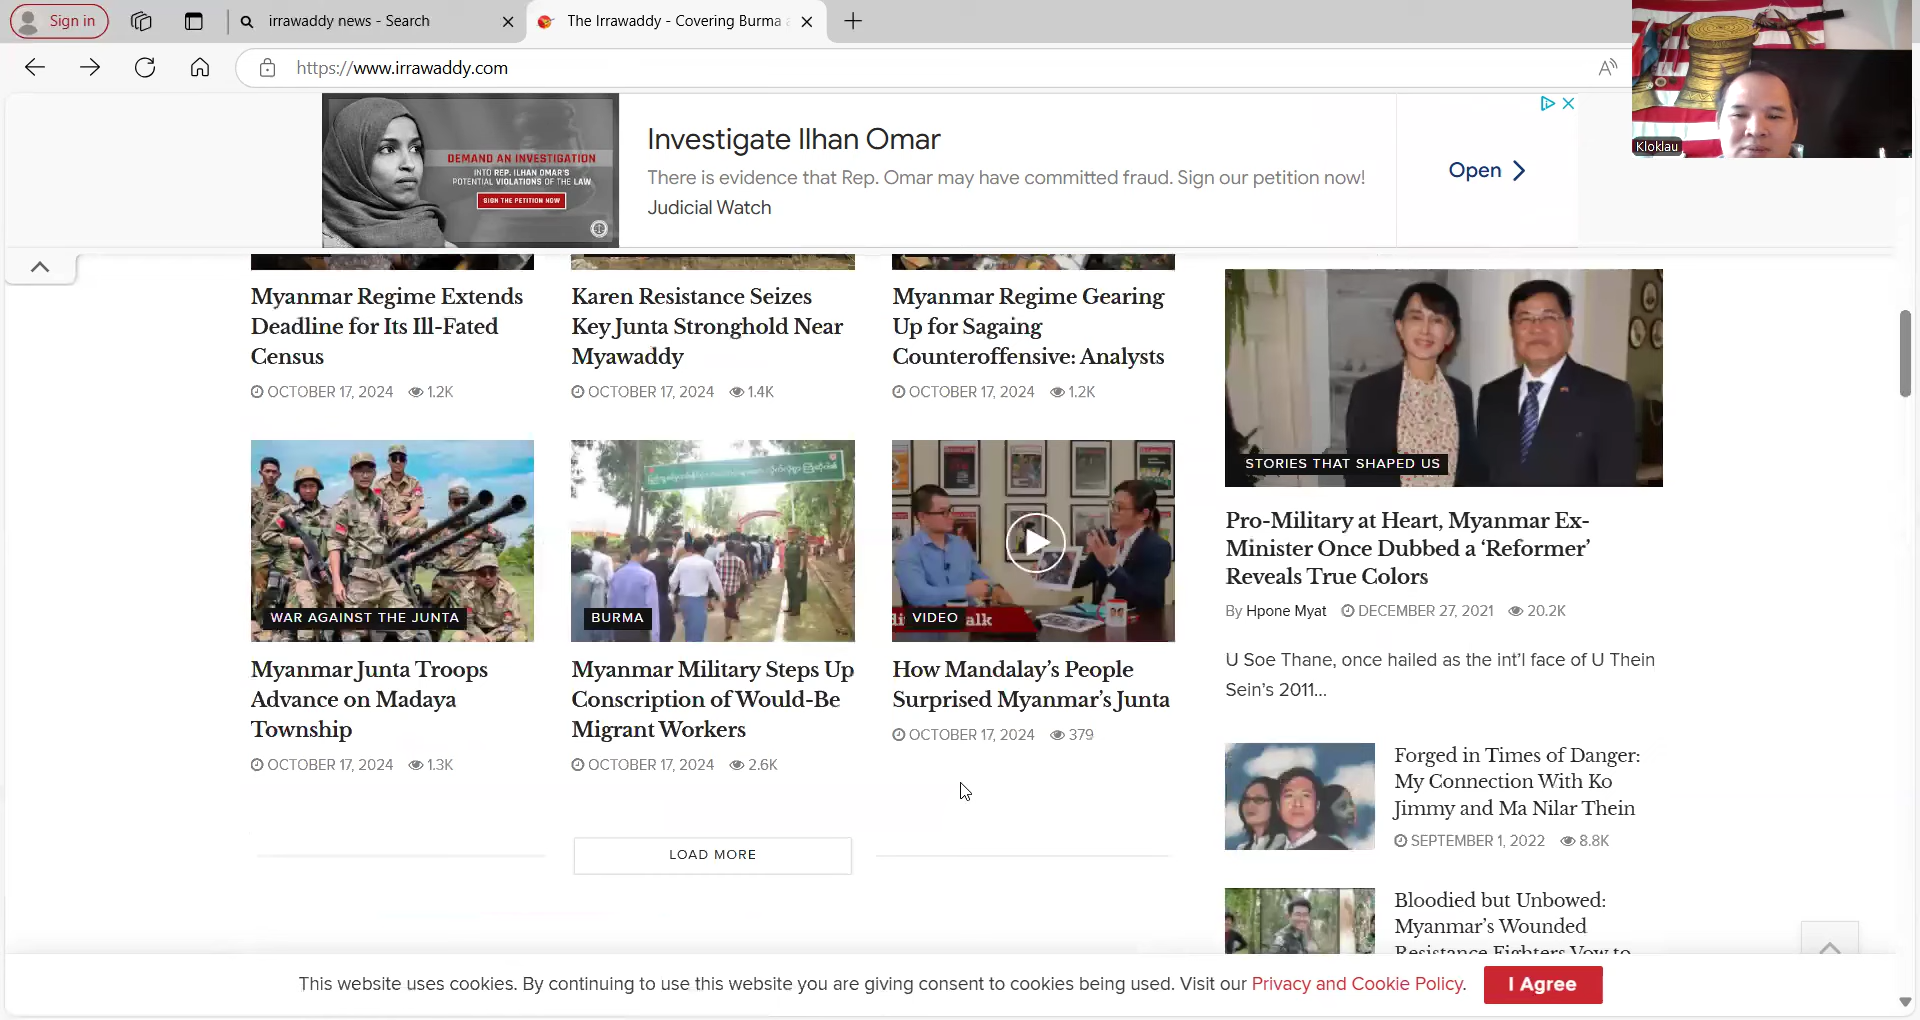 Sign in
irrawaddy news - Search
The Irrawaddy - Covering Burma a
https://www.irrawaddy.com
Kloklau
DEMAND AN INVESTIGATION
INTO REP. ILHAN OMAR'S
POTENTIAL VIOLATIONS OF THE LAW
SIGN THE PETITION NOW
Investigate Ilhan Omar
There is evidence that Rep. Omar may have committed fraud. Sign our petition now!
Judicial Watch
Open
Myanmar Regime Extends
Deadline for Its Ill-Fated
Census
OCTOBER 17, 2024 1.2K
Karen Resistance Seizes
Key Junta Stronghold Near
Myawaddy
OCTOBER 17, 2024 1.4K
Myanmar Regime Gearing
Up for Sagaing
Counteroffensive: Analysts
OCTOBER 17, 2024 1.2K
WAR AGAINST THE JUNTA
Myanmar Junta Troops
Advance on Madaya
Township
OCTOBER 17, 2024 1.3K
BURMA
Myanmar Military Steps Up
Conscription of Would-Be
Migrant Workers
OCTOBER 17, 2024 2.6K
VIDEO
alk
How Mandalay’s People
Surprised Myanmar’s Junta
OCTOBER 17, 2024 379
LOAD MORE
STORIES THAT SHAPED US
Pro-Military at Heart, Myanmar Ex-
Minister Once Dubbed a ‘Reformer’
Reveals True Colors
By Hpone Myat DECEMBER 27, 2021 20.2K
U Soe Thane, once hailed as the int’l face of U Thein
Sein’s 2011...
Forged in Times of Danger:
My Connection With Ko
Jimmy and Ma Nilar Thein
SEPTEMBER 1, 2022 8.8K
Bloodied but Unbowed:
Myanmar’s Wounded
Resistance Fighters Vow to
This website uses cookies. By continuing to use this website you are giving consent to cookies being used. Visit our Privacy and Cookie Policy.
I Agree